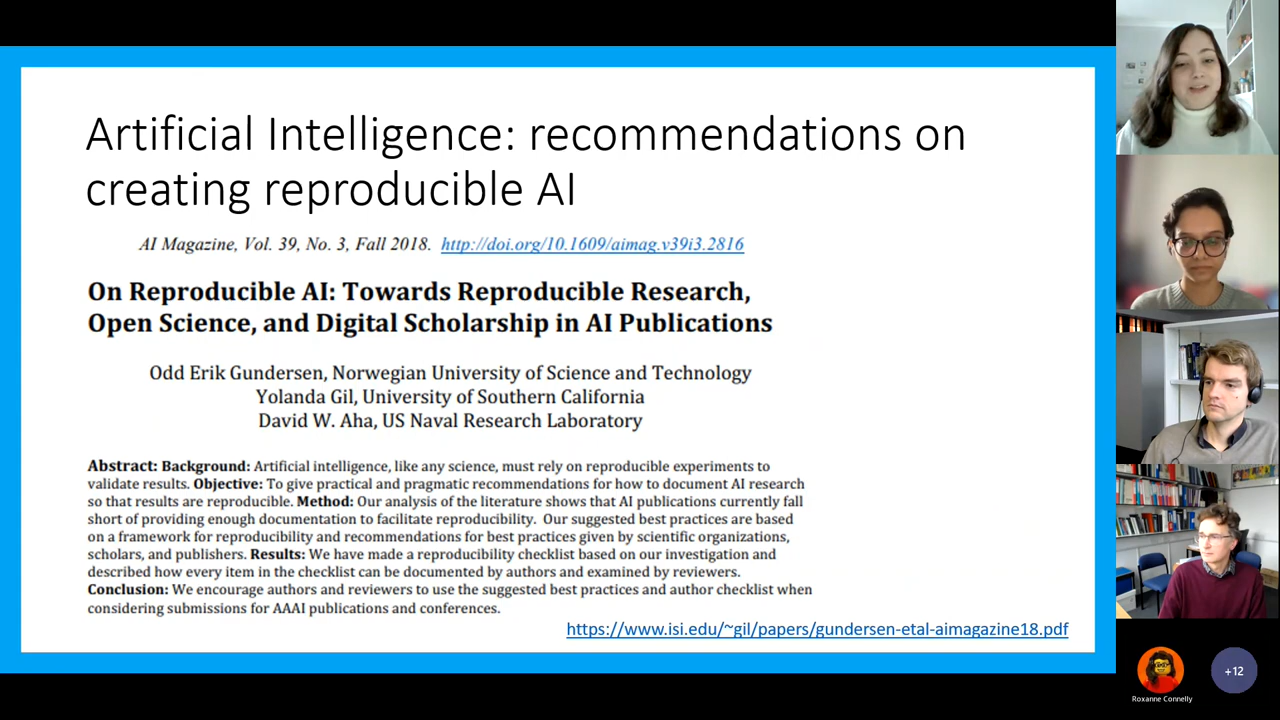 Artificial Intelligence: recommendations on
creating reproducible AI
AI Magazine, Vol. 39, No. 3, Fall 2018. http://doi.org/10.1609/aimag.v39i3.2816
On Reproducible AI: Towards Reproducible Research,
Open Science, and Digital Scholarship in AI Publications
Odd Erik Gundersen, Norwegian University of Science and Technology
Yolanda Gil, University of Southern California
David W. Aha, US Naval Research Laboratory
Abstract: Background: Artificial intelligence, like any science, must rely on reproducible experiments to
validate results. Objective: To give practical and pragmatic recommendations for how to document AI research
so that results are reproducible. Method: Our analysis of the literature shows that AI publications currently fall
short of providing enough documentation to facilitate reproducibility. Our suggested best practices are based
on a framework for reproducibility and recommendations for best practices given by scientific organizations,
scholars, and publishers. Results: We have made a reproducibility checklist based on our investigation and
described how every item in the checklist can be documented by authors and examined by reviewers.
Conclusion: We encourage authors and reviewers to use the suggested best practices and author checklist when
considering submissions for AAAI publications and conferences.
https://www.isi.edu/~gil/papers/gundersen-etal-aimagazine18.pdf
Roxanne Connelly
+12